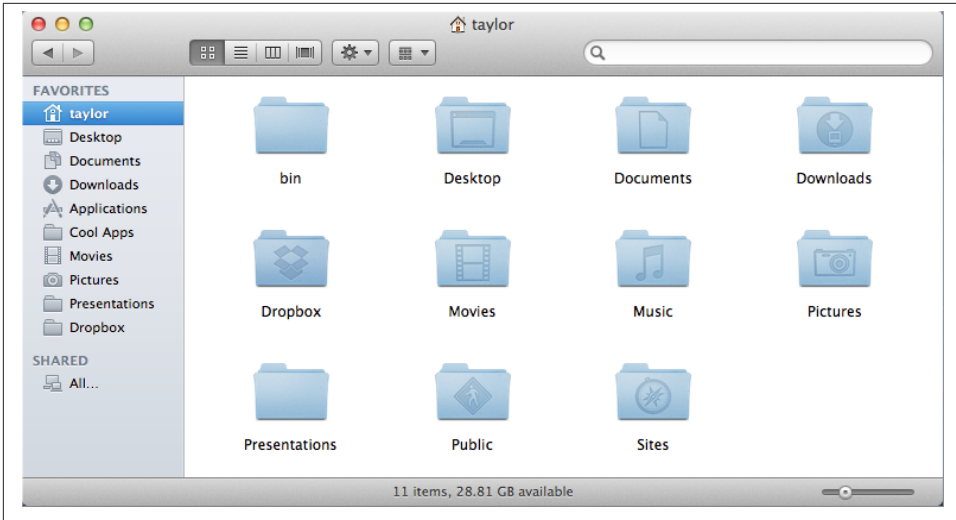 taylor
FAVORITES
taylor
Desktop
Documents
Downloads
Applications
Cool Apps
Movies
Pictures
Presentations
Dropbox
SHARED
All...
bin
Desktop
Documents
Downloads
Dropbox
Movies
Music
Pictures
Presentations
Public
Sites
11 items, 28.81 GB available